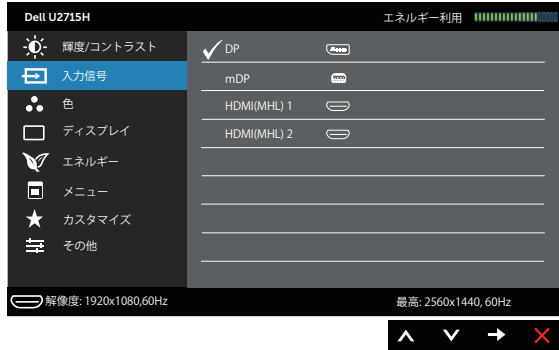 Dell U2715H
エネルギー利用
輝度/コントラスト
入力信号
色
ディスプレイ
エネルギー
メニュー
カスタマイズ
その他
DP
mDP
HDMI(MHL) 1
HDMI(MHL) 2
解像度: 1920x1080,60Hz
最高: 2560x1440, 60Hz